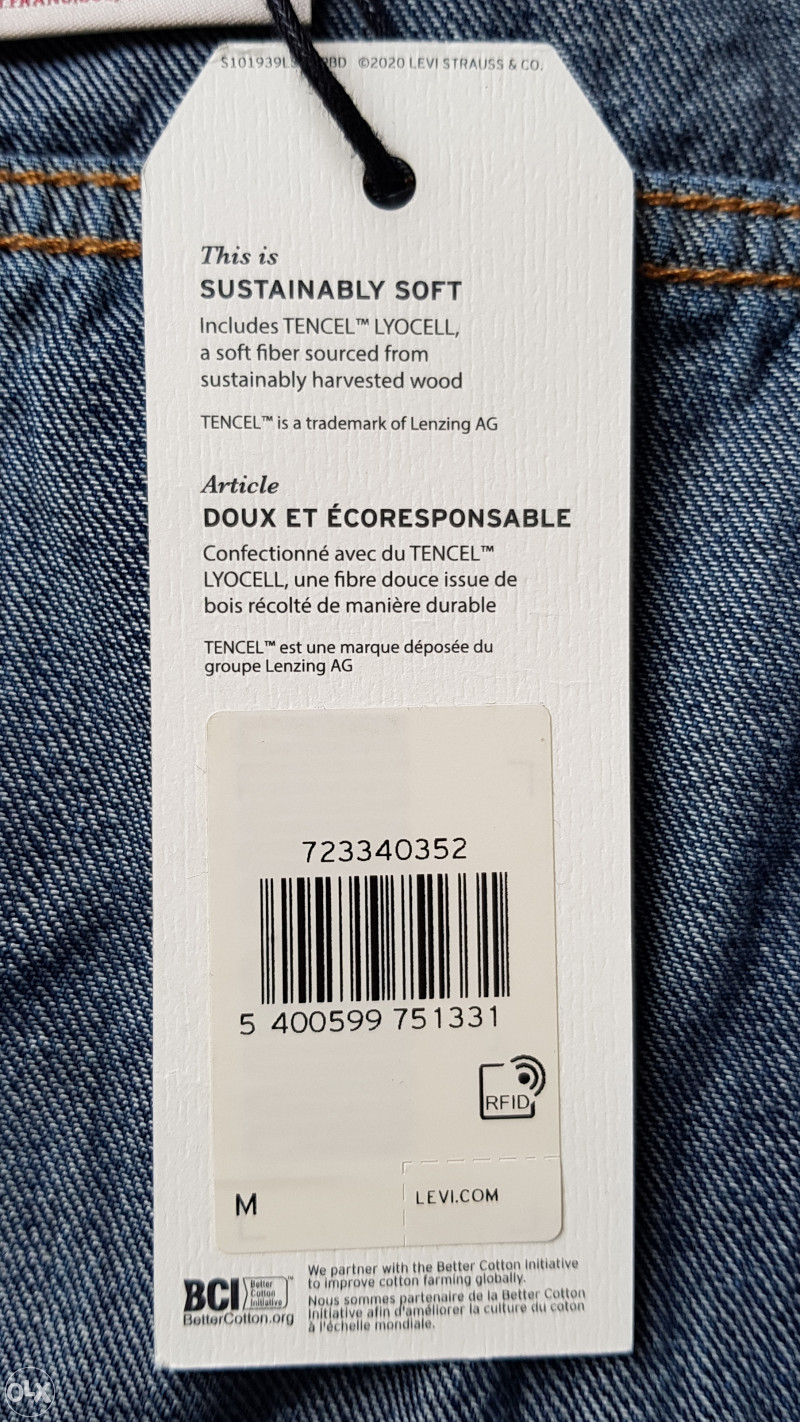 ©2020 LEVI STRAUSS & CO.
This is
SUSTAINABLY SOFT
Includes TENCEL™ LYOCELL,
a soft fiber sourced from
sustainably harvested wood
TENCEL™ is a trademark of Lenzing AG
Article
DOUX ET ÉCORESPONSABLE
Confectionné avec du TENCEL™
LYOCELL, une fibre douce issue de
bois récolté de manière durable
TENCEL™ est une marque déposée du
groupe Lenzing AG
723340352
5 400599 751331
RFID
M
LEVI.COM
BCI Better
Cotton
Initiative™
BetterCotton.org
We partner with the Better Cotton Initiative
to improve cotton farming globally.
Nous sommes partenaire de la Better Cotton
Initiative afin d'améliorer la culture du coton
à l'échelle mondiale.
OLX